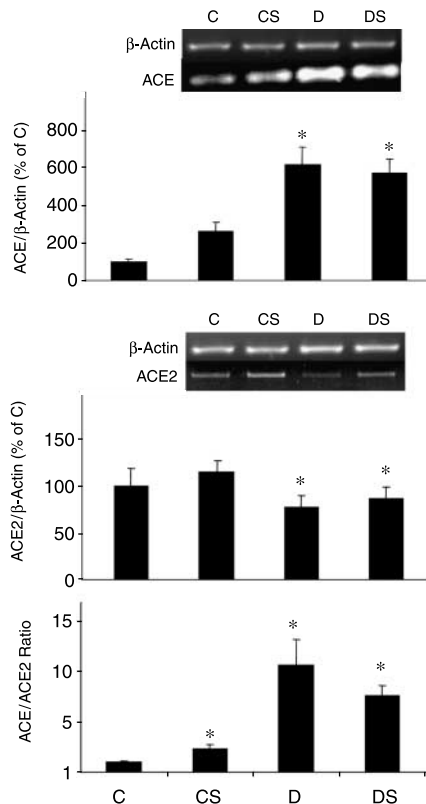 C CS D DS
β-Actin
ACE
ACE/β-Actin (% of C)
800
600
400
200
0
* *
C CS D DS
β-Actin
ACE2
ACE2/β-Actin (% of C)
150
100
50
0
* *
ACE/ACE2 Ratio
15
10
5
1
* * *
C CS D DS